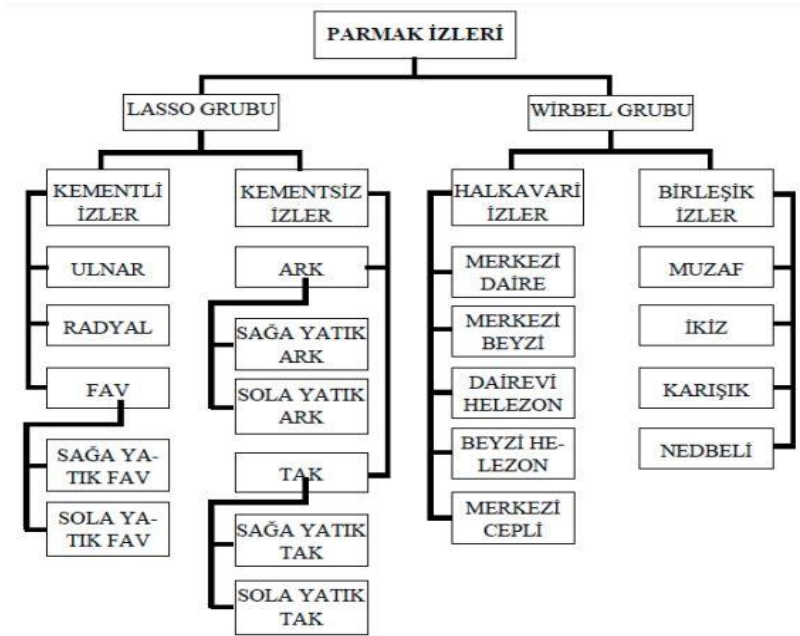 PARMAK İZLERİ
LASSO GRUBU
WİRBEL GRUBU
KEMENTLİ
İZLER
KEMENTSİZ
İZLER
HALKAVARİ
İZLER
BİRLEŞİK
İZLER
ULNAR
RADYAL
FAV
SAĞA YA-
TIK FAV
SOLA YA-
TIK FAV
ARK
SAĞA YATIK
ARK
SOLA YATIK
ARK
TAK
SAĞA YATIK
TAK
SOLA YATIK
TAK
MERKEZİ
DAİRE
MERKEZİ
BEYZİ
DAİREVİ
HELEZON
BEYZİ HE-
LEZON
MERKEZİ
CEPLİ
MUZAF
İKİZ
KARIŞIK
NEDBELİ